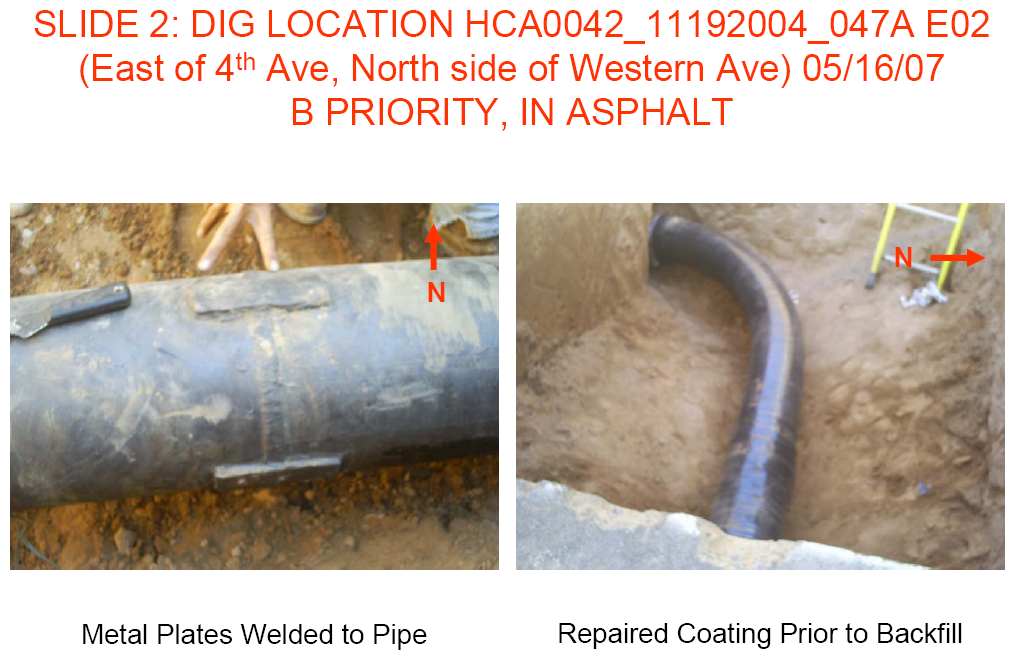 SLIDE 2: DIG LOCATION HCA0042_11192004_047A E02
(East of 4th Ave, North side of Western Ave) 05/16/07
B PRIORITY, IN ASPHALT
N
N
Metal Plates Welded to Pipe
Repaired Coating Prior to Backfill